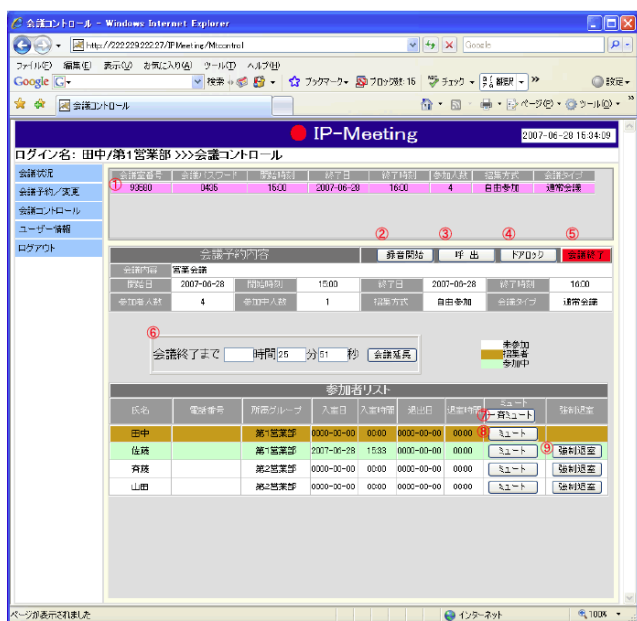 会議コントロール - Windows Internet Explorer
http://222.229.222.27/IPMeeting/Mtcontrol
Google
ファイル(F) 編集(E) 表示(V) お気に入り(A) ツール(T) ヘルプ(H)
Google G 検索 ブックマーク ブロック数: 16 チェック 翻訳 » 設定
会議コントロール ページ(P) ツール(O) »
IP-Meeting 2007-06-28 15:34:09
ログイン名: 田中/第1営業部 >>>会議コントロール
会議状況
会議予約/変更
会議コントロール
ユーザー情報
ログアウト
会議室番号 会議パスワード 開始時刻 終了日 終了時刻 参加人数 招集方式 会議タイプ
① 93680 0435 15:00 2007-06-28 16:00 4 自由参加 通常会議
② ③ ④ ⑤
会議予約内容 録音開始 呼 出 ドアロック 会議終了
会議内容 営業会議
開始日 2007-06-28 開始時刻 15:00 終了日 2007-06-28 終了時刻 16:00
参加者人数 4 参加中人数 1 招集方式 自由参加 会議タイプ 通常会議
⑥
会議終了まで 時間 25 分 51 秒 会議延長
未参加
招集者
参加中
参加者リスト
氏名 電話番号 所属グループ 入室日 入室時間 退出日 退室時間 ミュート ⑦ 一斉ミュート 強制退室
田中 第1営業部 0000-00-00 00:00 0000-00-00 00:00 ⑧ ミュート
佐藤 第1営業部 2007-06-28 15:33 0000-00-00 00:00 ミュート ⑨ 強制退室
斉藤 第2営業部 0000-00-00 00:00 0000-00-00 00:00 ミュート 強制退室
山田 第2営業部 0000-00-00 00:00 0000-00-00 00:00 ミュート 強制退室
ページが表示されました インターネット 100%